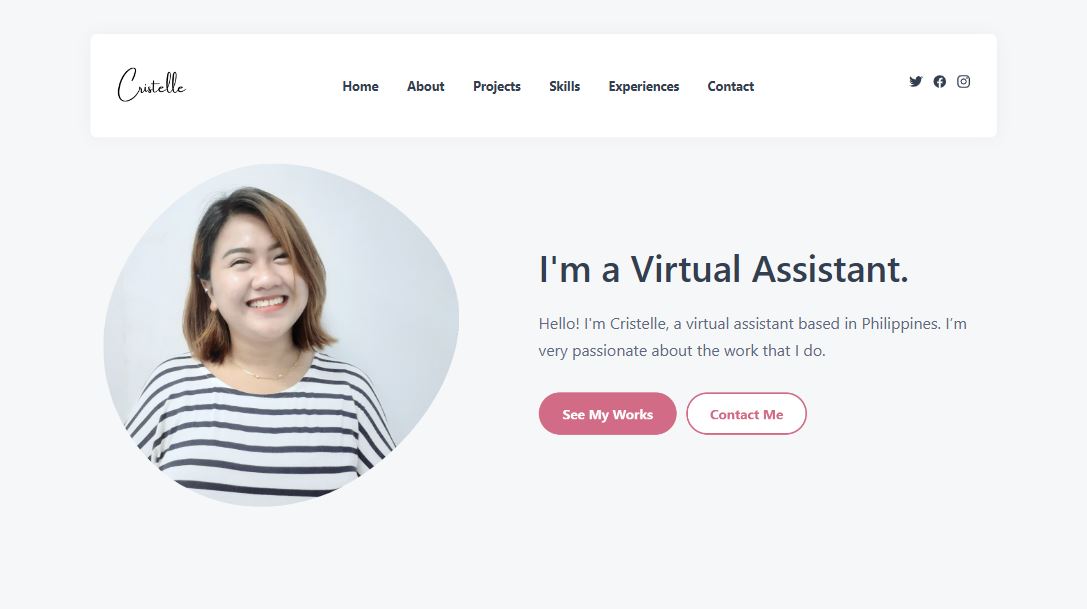 Cristelle
Home About Projects Skills Experiences Contact
I'm a Virtual Assistant.
Hello! I'm Cristelle, a virtual assistant based in Philippines. I’m
very passionate about the work that I do.
See My Works Contact Me